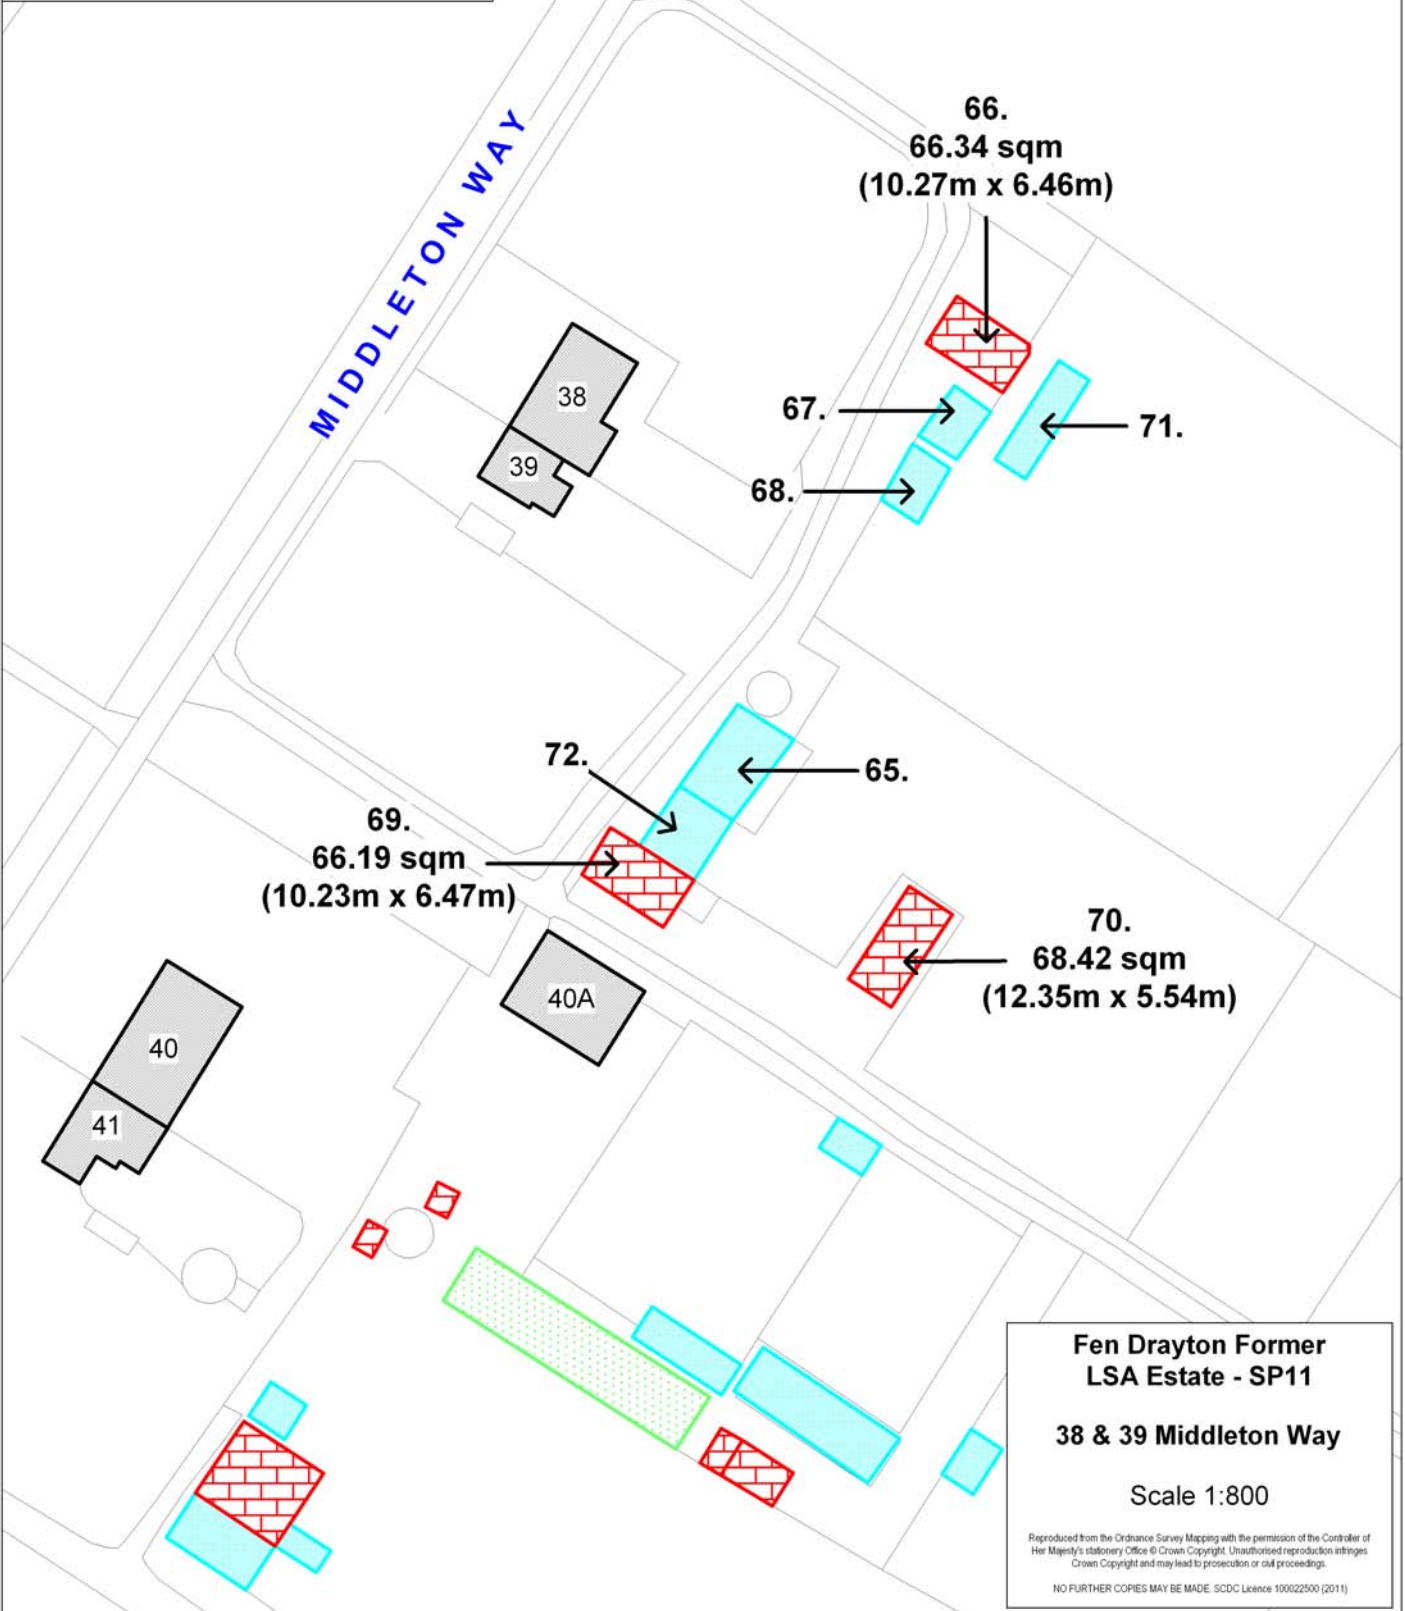 MIDDLETON WAY
66.
66.34 sqm
(10.27m x 6.46m)
38
67.
71.
39
68.
72.
65.
69.
66.19 sqm
(10.23m x 6.47m)
70.
68.42 sqm
(12.35m x 5.54m)
40A
40
41
Fen Drayton Former
LSA Estate - SP11
38 & 39 Middleton Way
Scale 1:800
Reproduced from the Ordnance Survey Mapping with the permission of the Controller of
Her Majesty's stationery Office © Crown Copyright. Unauthorised reproduction infringes
Crown Copyright and may lead to prosecution or civil proceedings.
NO FURTHER COPIES MAY BE MADE. SCDC Licence 100022500 (2011)